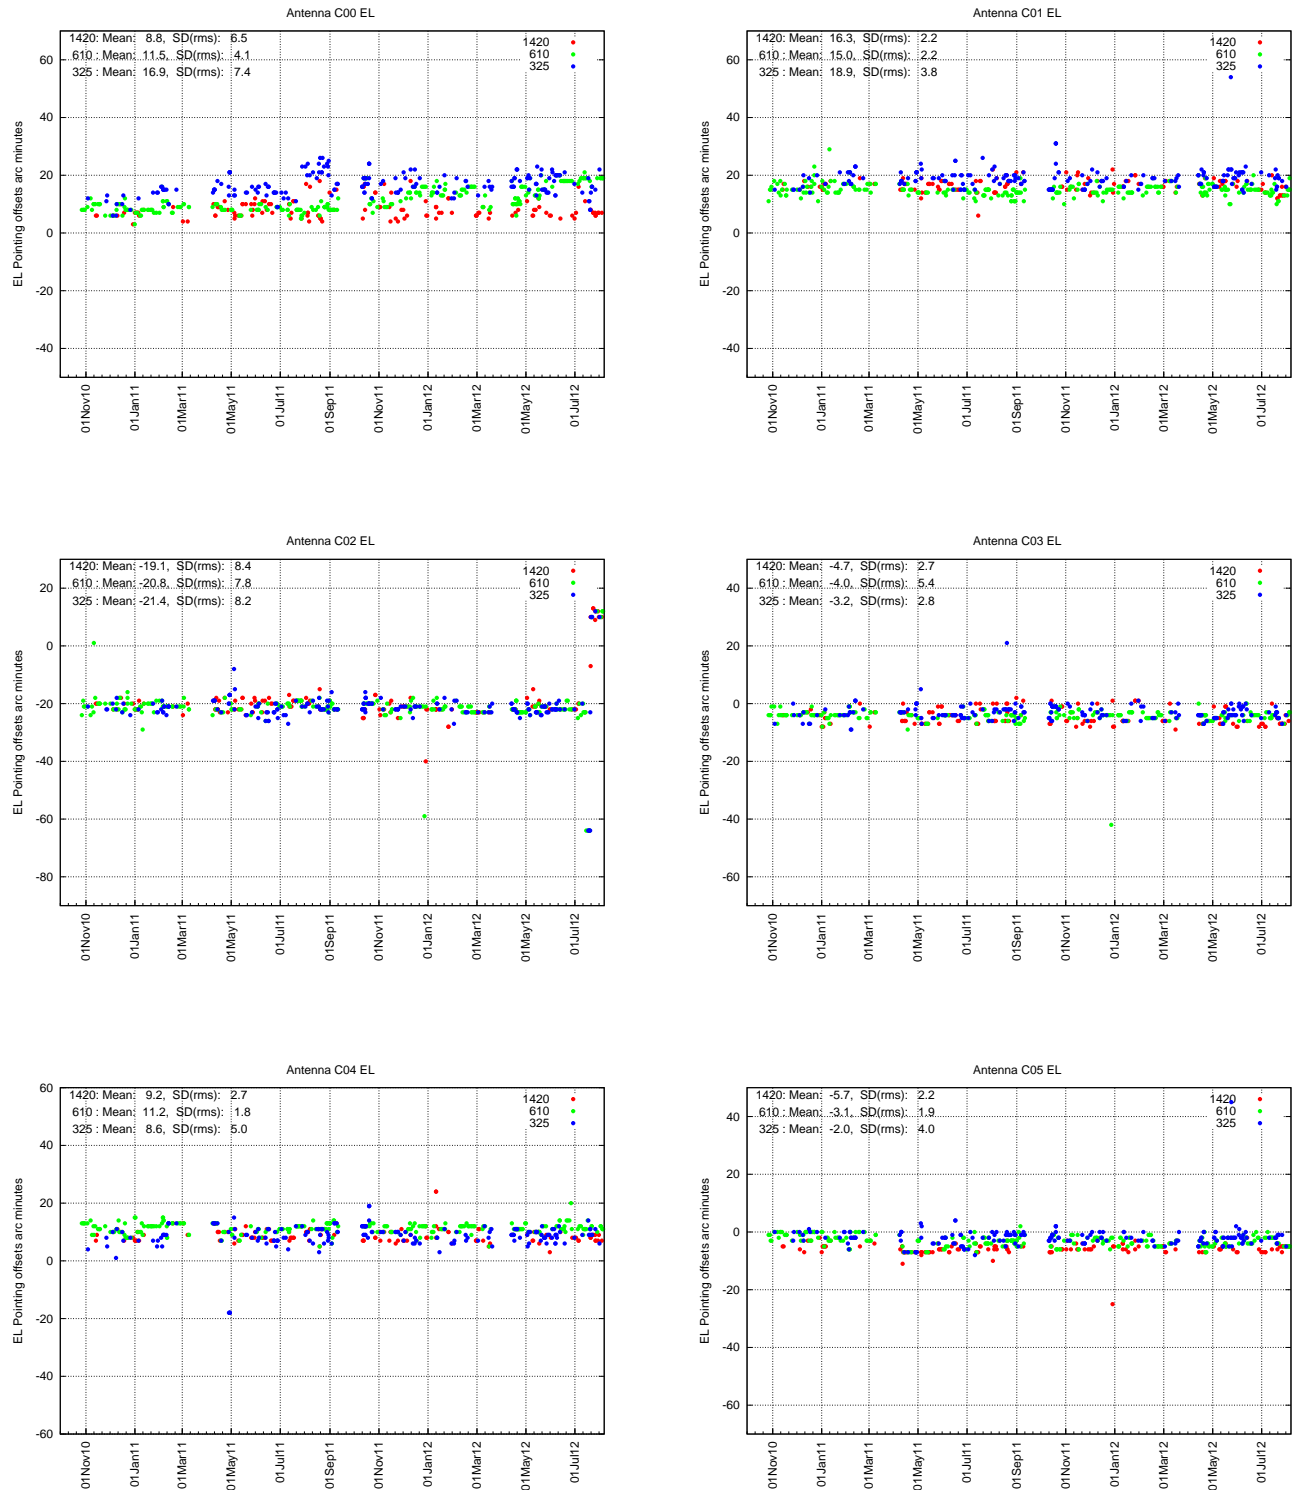 Antenna C00 EL
1420: Mean: 8.8, SD(rms): 6.5
610 : Mean: 11.5, SD(rms): 4.1
325 : Mean: 16.9, SD(rms): 7.4
1420
610
325
EL Pointing offsets arc minutes
60
40
20
0
-20
-40
01Nov10
01Jan11
01Mar11
01May11
01Jul11
01Sep11
01Nov11
01Jan12
01Mar12
01May12
01Jul12
Antenna C01 EL
1420: Mean: 16.3, SD(rms): 2.2
610 : Mean: 15.0, SD(rms): 2.2
325 : Mean: 18.9, SD(rms): 3.8
1420
610
325
EL Pointing offsets arc minutes
60
40
20
0
-20
-40
01Nov10
01Jan11
01Mar11
01May11
01Jul11
01Sep11
01Nov11
01Jan12
01Mar12
01May12
01Jul12
Antenna C02 EL
1420: Mean: -19.1, SD(rms): 8.4
610 : Mean: -20.8, SD(rms): 7.8
325 : Mean: -21.4, SD(rms): 8.2
1420
610
325
EL Pointing offsets arc minutes
20
0
-20
-40
-60
-80
01Nov10
01Jan11
01Mar11
01May11
01Jul11
01Sep11
01Nov11
01Jan12
01Mar12
01May12
01Jul12
Antenna C03 EL
1420: Mean: -4.7, SD(rms): 2.7
610 : Mean: -4.0, SD(rms): 5.4
325 : Mean: -3.2, SD(rms): 2.8
1420
610
325
EL Pointing offsets arc minutes
40
20
0
-20
-40
-60
01Nov10
01Jan11
01Mar11
01May11
01Jul11
01Sep11
01Nov11
01Jan12
01Mar12
01May12
01Jul12
Antenna C04 EL
1420: Mean: 9.2, SD(rms): 2.7
610 : Mean: 11.2, SD(rms): 1.8
325 : Mean: 8.6, SD(rms): 5.0
1420
610
325
EL Pointing offsets arc minutes
60
40
20
0
-20
-40
-60
01Nov10
01Jan11
01Mar11
01May11
01Jul11
01Sep11
01Nov11
01Jan12
01Mar12
01May12
01Jul12
Antenna C05 EL
1420: Mean: -5.7, SD(rms): 2.2
610 : Mean: -3.1, SD(rms): 1.9
325 : Mean: -2.0, SD(rms): 4.0
1420
610
325
EL Pointing offsets arc minutes
40
20
0
-20
-40
-60
01Nov10
01Jan11
01Mar11
01May11
01Jul11
01Sep11
01Nov11
01Jan12
01Mar12
01May12
01Jul12